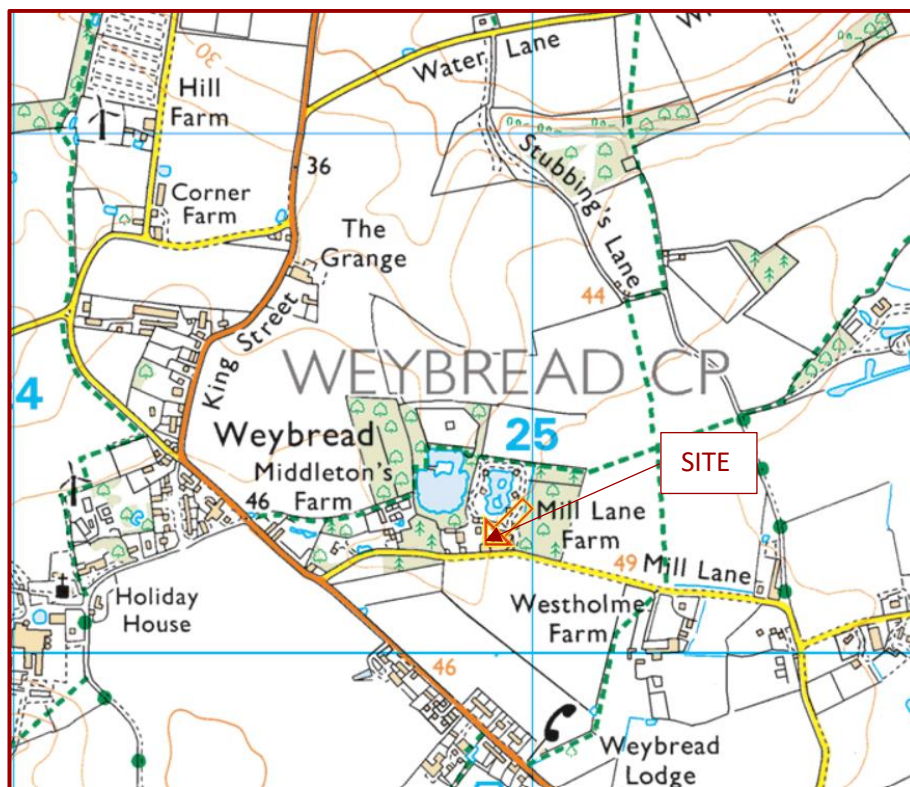 Water Lane
30
Hill
Farm
36
Stubbing's Lane
Corner
Farm
The
Grange
44
King Street
WEYBREAD CP
4
Weybread
25
SITE
Middleton's
Farm
46
Mill Lane
Farm
49
Mill Lane
Holiday
House
Westholme
Farm
46
Weybread
Lodge